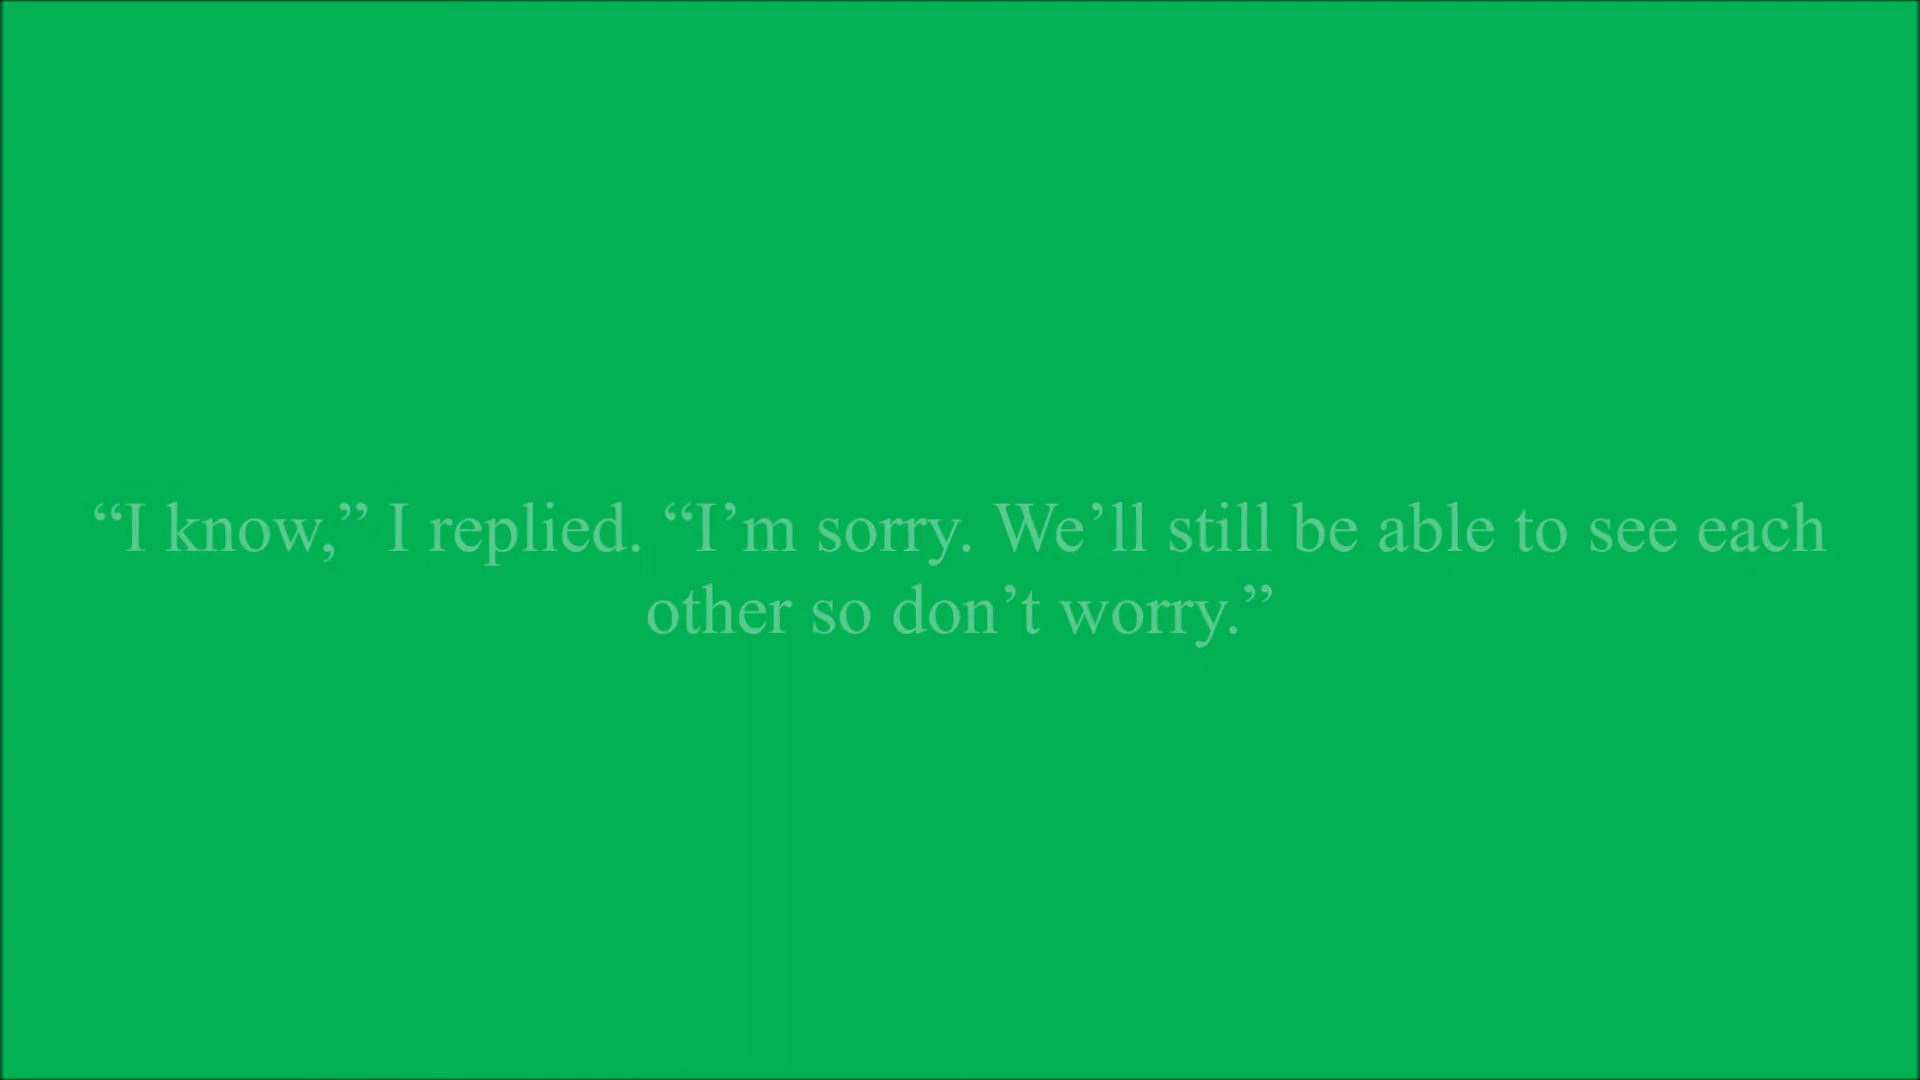 “I know,” I replied. “I’m sorry. We’ll still be able to see each
other so don’t worry.”